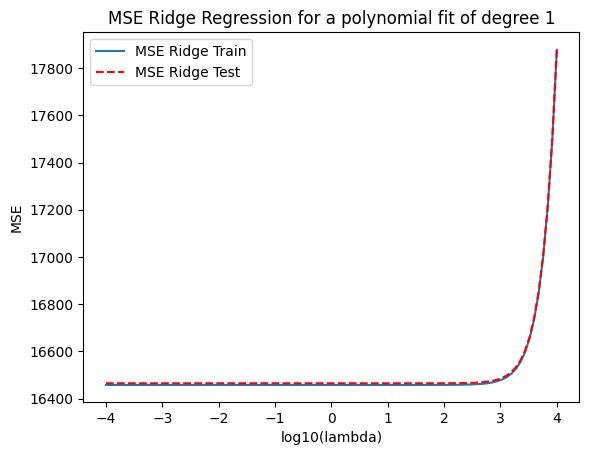 MSE Ridge Regression for a polynomial fit of degree 1
MSE Ridge Train
MSE Ridge Test
17800
17600
17400
17200
17000
16800
16600
16400
MSE
−4 −3 −2 −1 0 1 2 3 4
log10(lambda)